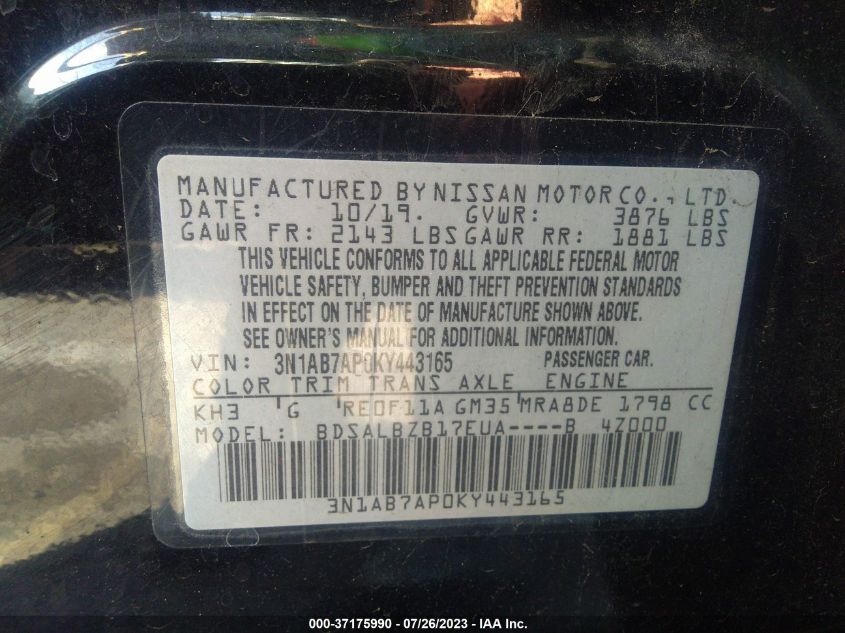 MANUFACTURED BY NISSAN MOTOR CO., LTD.
DATE: 10/19. GVWR: 3876 LBS
GAWR FR: 2143 LBS GAWR RR: 1881 LBS
THIS VEHICLE CONFORMS TO ALL APPLICABLE FEDERAL MOTOR
VEHICLE SAFETY, BUMPER AND THEFT PREVENTION STANDARDS
IN EFFECT ON THE DATE OF MANUFACTURE SHOWN ABOVE.
SEE OWNER'S MANUAL FOR ADDITIONAL INFORMATION.
VIN: 3N1AB7AP0KY443165 PASSENGER CAR.
COLOR TRIM TRANS AXLE ENGINE
KH3 'G 'RE0F11A GM35'MRA8DE 1798 CC
MODEL: BDSALBZB17EUA----B 4Z000
3N1AB7AP0KY443165
000-37175990 - 07/26/2023 - IAA Inc.